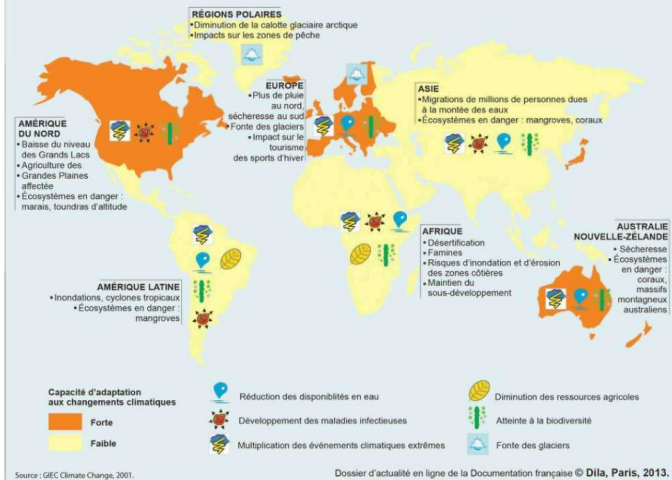 RÉGIONS POLAIRES
•Diminution de la calotte glaciaire arctique
•Impacts sur les zones de pêche
EUROPE
•Plus de pluie
au nord,
sécheresse au sud
•Fonte des glaciers
•Impact sur le
tourisme
des sports d'hiver
ASIE
•Migrations de millions de personnes dues
à la montée des eaux
•Écosystèmes en danger : mangroves, coraux
AMÉRIQUE
DU NORD
•Baisse du niveau
des Grands Lacs
•Agriculture des
•Grandes Plaines
affectée
•Écosystèmes en danger :
marais, toundras d'altitude
AFRIQUE
•Désertification
•Famines
•Risques d'inondation et d'érosion
des zones côtières
•Maintien du
sous-développement
AUSTRALIE
NOUVELLE-ZÉLANDE
•Sécheresse
•Écosystèmes
en danger :
coraux,
massifs
montagneux
australiens
AMÉRIQUE LATINE
•Inondations, cyclones tropicaux
•Écosystèmes en danger :
mangroves
Capacité d'adaptation
aux changements climatiques
Forte
Faible
Réduction des disponiblités en eau
Développement des maladies infectieuses
Multiplication des événements climatiques extrêmes
Diminution des ressources agricoles
Atteinte à la biodiversité
Fonte des glaciers
Source : GIEC Climate Change, 2001.
Dossier d'actualité en ligne de la Documentation française © Dila, Paris, 2013.